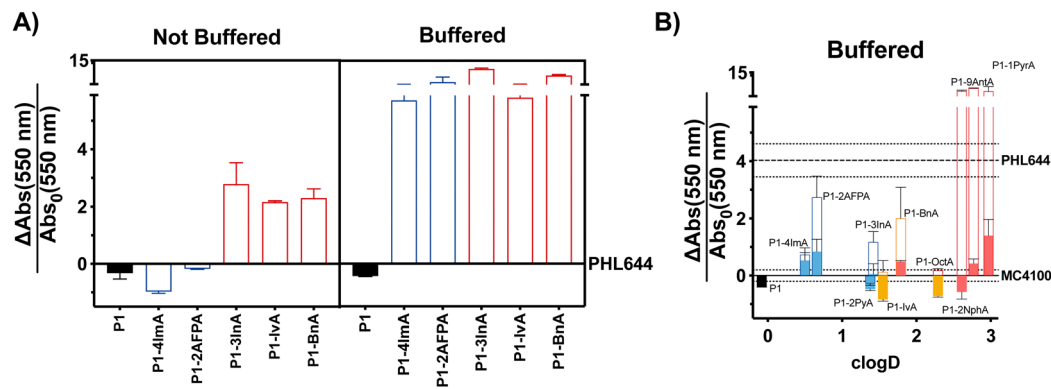 A)
Not Buffered
Buffered
15
4
2
0
ΔAbs(550 nm)
Abs₀(550 nm)
PHL644
P1
P1-4ImA
P1-2AFPA
P1-3InA
P1-IvA
P1-BnA
P1
P1-4ImA
P1-2AFPA
P1-3InA
P1-IvA
P1-BnA
B)
Buffered
P1-1PyrA
P1-9AntA
15
4
2
0
ΔAbs(550 nm)
Abs₀(550 nm)
PHL644
P1-2AFPA
P1-BnA
P1-3InA
P1-4ImA
P1-OctA
MC4100
P1
P1-2PyA
P1-IvA
P1-2NphA
0
1
2
3
clogD